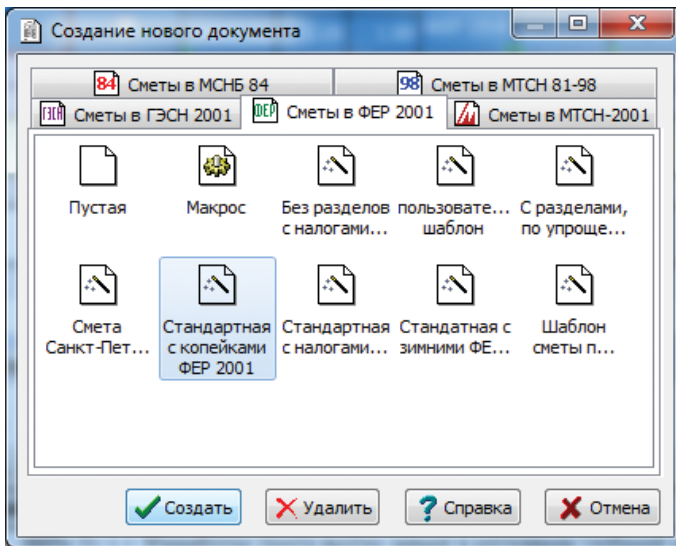 Создание нового документа
84 Сметы в МСНБ 84
98 Сметы в МТСН 81-98
ГЭСН Сметы в ГЭСН 2001
ФЕР Сметы в ФЕР 2001
Сметы в МТСН-2001
Пустая
Макрос
Без разделов
с налогами...
пользовате...
шаблон
С разделами,
по упроще...
Смета
Санкт-Пет...
Стандартная
с копейками
ФЕР 2001
Стандартная
с налогами...
Стандатная с
зимними ФЕ...
Шаблон
сметы п...
Создать
Удалить
Справка
Отмена